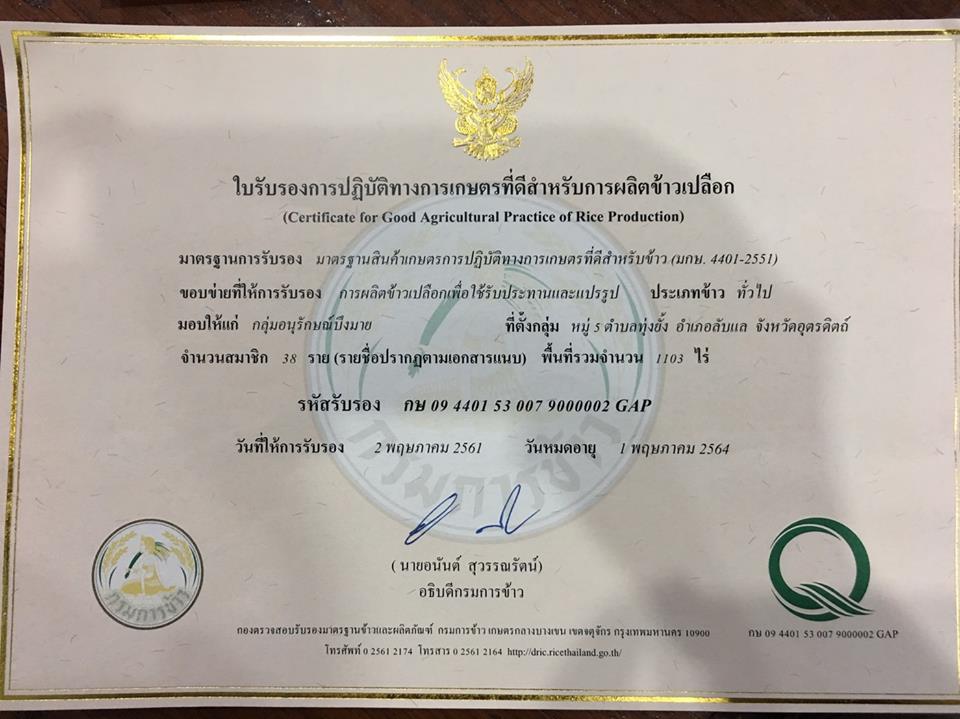 ใบรับรองการปฏิบัติทางการเกษตรที่ดีสำหรับการผลิตข้าวเปลือก
(Certificate for Good Agricultural Practice of Rice Production)
มาตรฐานการรับรอง มาตรฐานสินค้าเกษตรการปฏิบัติทางการเกษตรที่ดีสำหรับข้าว (มกษ. 4401-2551)
ขอบข่ายที่ให้การรับรอง การผลิตข้าวเปลือกเพื่อใช้รับประทานและแปรรูป ประเภทข้าว ทั่วไป
มอบให้แก่ กลุ่มอนุรักษณ์บึงมาย ที่ตั้งกลุ่ม หมู่ 5 ตำบลทุ่งยั้ง อำเภอลับแล จังหวัดอุตรดิตถ์
จำนวนสมาชิก 38 ราย (รายชื่อปรากฏตามเอกสารแนบ) พื้นที่รวมจำนวน 1103 ไร่
รหัสรับรอง กษ 09 4401 53 007 9000002 GAP
วันที่ให้การรับรอง 2 พฤษภาคม 2561 วันหมดอายุ 1 พฤษภาคม 2564
กรมการข้าว
(นายอนันต์ สุวรรณรัตน์)
อธิบดีกรมการข้าว
กรมการข้าว
Q
กษ 09 4401 53 007 9000002 GAP
กองตรวจสอบรับรองมาตรฐานข้าวและผลิตภัณฑ์ กรมการข้าว เกษตรกลางบางเขน เขตจตุจักร กรุงเทพมหานคร 10900
โทรศัพท์ 0 2561 2174 โทรสาร 0 2561 2164 http://dric.ricethailand.go.th/